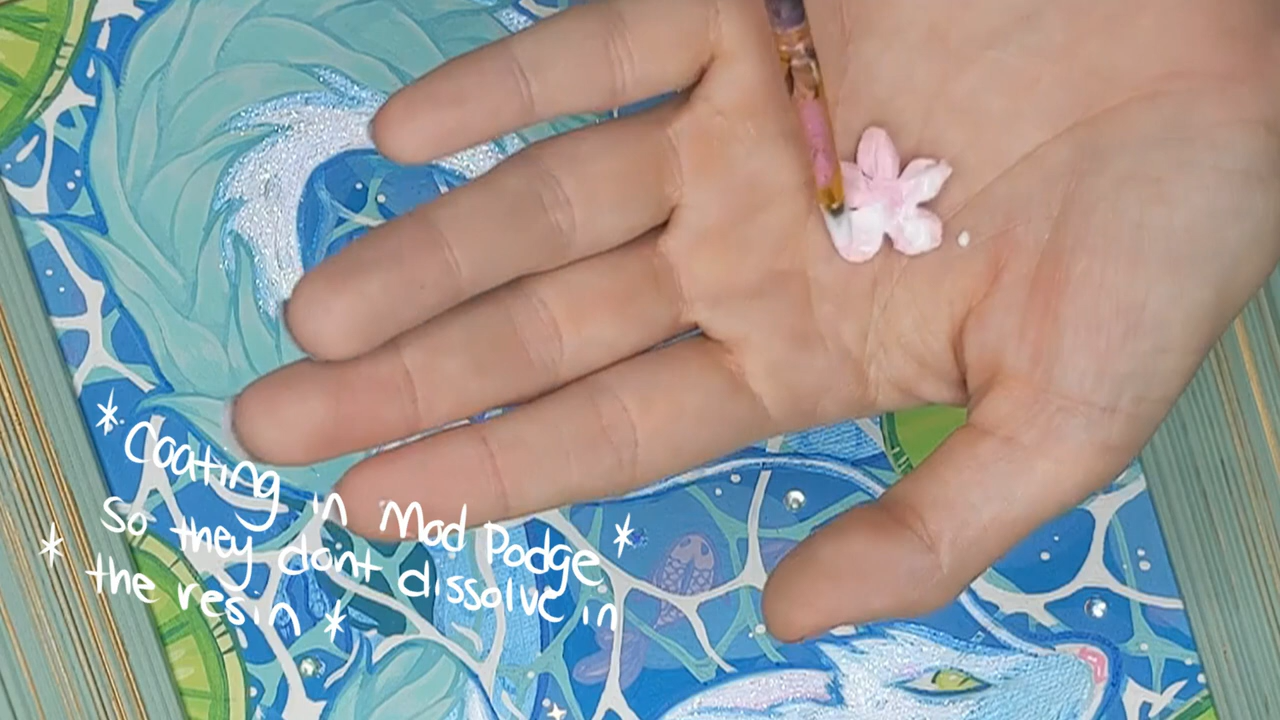 * Coating in Mod Podge *
so they dont dissolve in
* the resin *